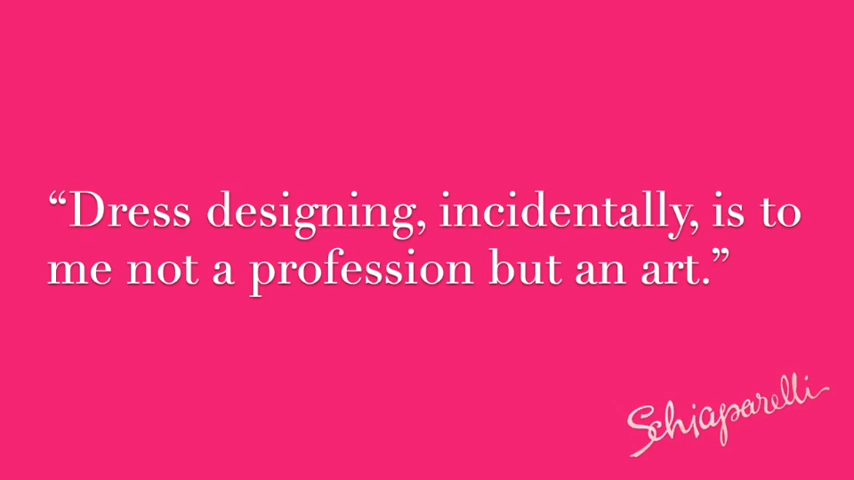 “Dress designing, incidentally, is to
me not a profession but an art.”
Schiaparelli